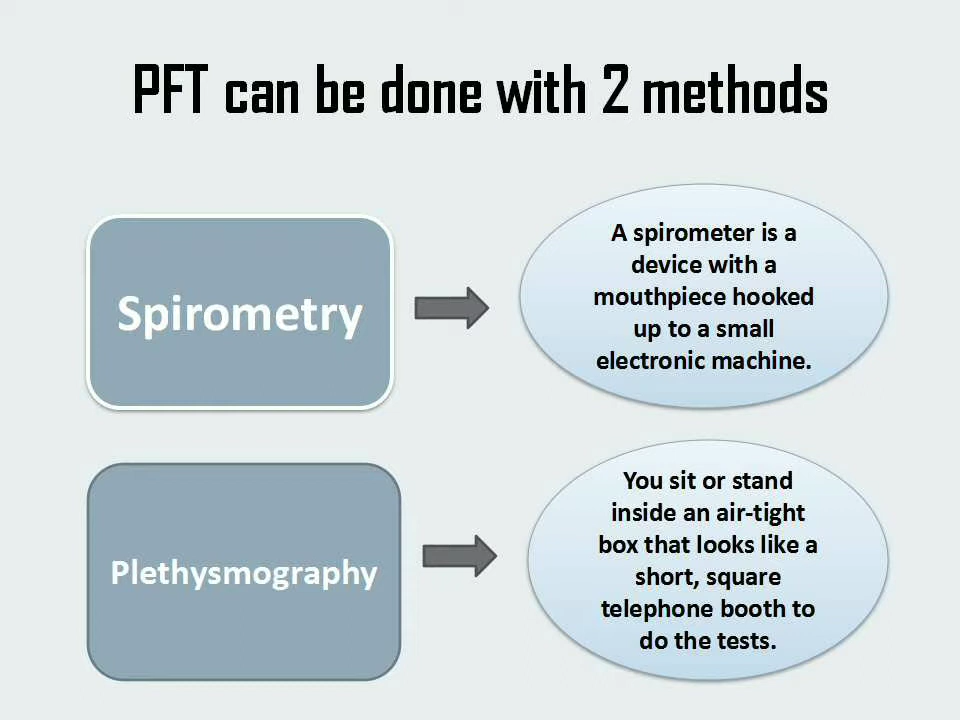 PFT can be done with 2 methods
Spirometry
A spirometer is a
device with a
mouthpiece hooked
up to a small
electronic machine.
Plethysmography
You sit or stand
inside an air-tight
box that looks like a
short, square
telephone booth to
do the tests.